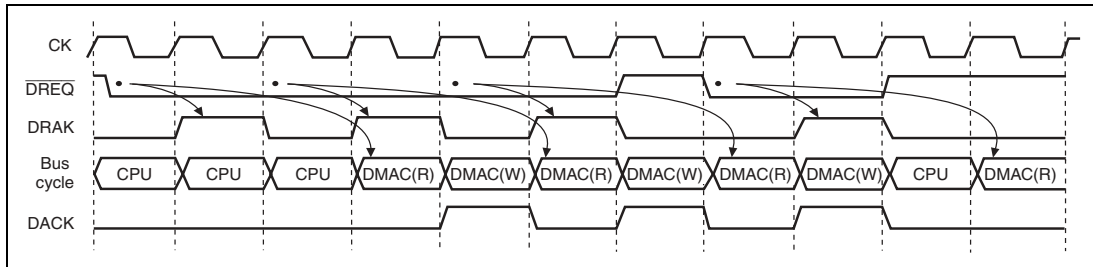 CK
DREQ
DRAK
Bus
cycle
CPU CPU CPU DMAC(R) DMAC(W) DMAC(R) DMAC(W) DMAC(R) DMAC(W) CPU DMAC(R)
DACK